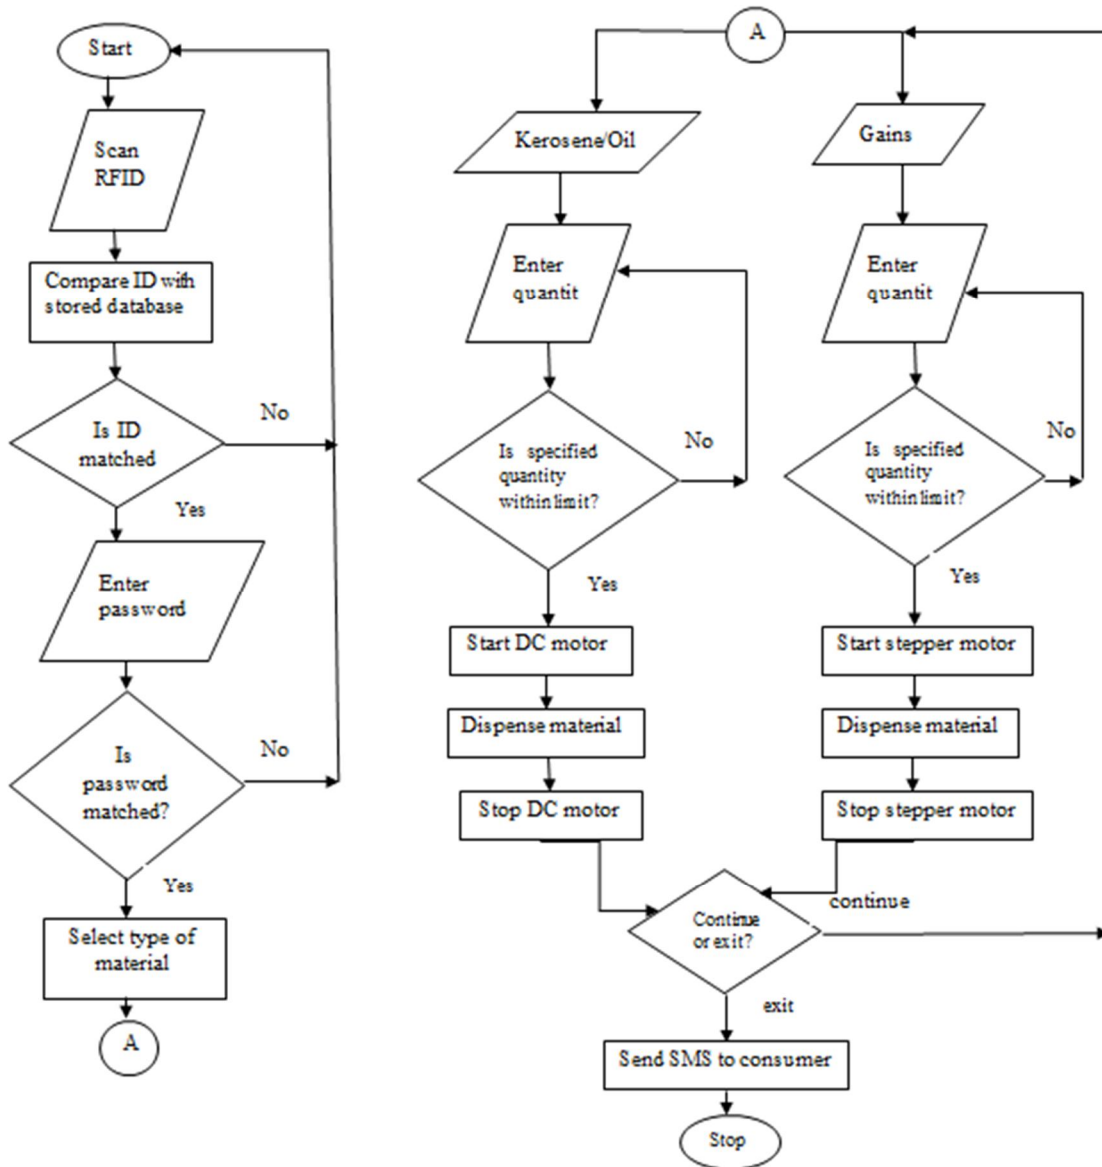 Start
Scan
RFID
Compare ID with
stored database
Is ID
matched
No
Yes
Enter
password
Is
password
matched?
No
Yes
Select type of
material
A
A
Kerosene/Oil
Enter
quantit
Is specified
quantity
within limit?
No
Yes
Start DC motor
Dispense material
Stop DC motor
Gains
Enter
quantit
Is specified
quantity
within limit?
No
Yes
Start stepper motor
Dispense material
Stop stepper motor
Continue
or exit?
continue
exit
Send SMS to consumer
Stop